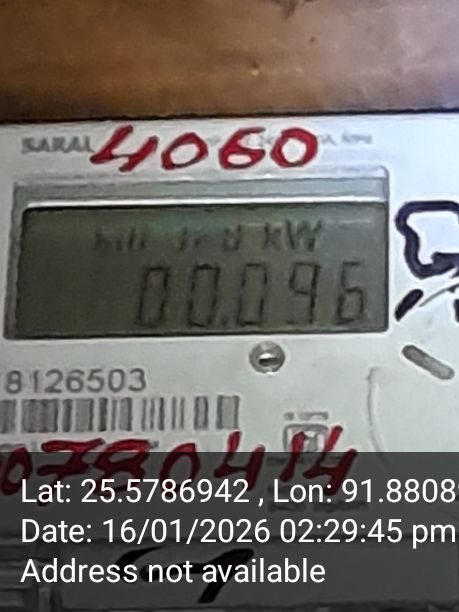 SARAL 4060
kW
00.096
8126503
0780414
Lat: 25.5786942 , Lon: 91.8808
Date: 16/01/2026 02:29:45 pm
Address not available